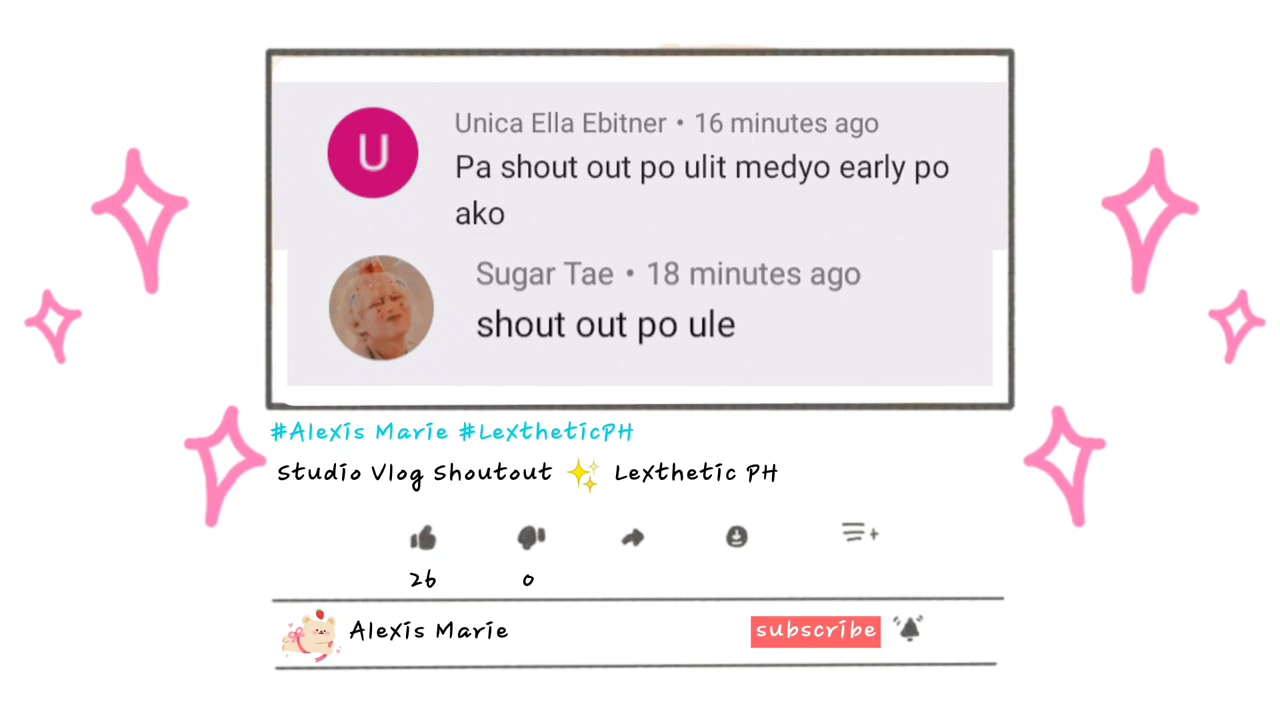 U
Unica Ella Ebitner • 16 minutes ago
Pa shout out po ulit medyo early po
ako
Sugar Tae • 18 minutes ago
shout out po ule
#Alexis Marie #LextheticPH
Studio Vlog Shoutout ✨ Lexthetic PH
26 0
Alexis Marie subscribe